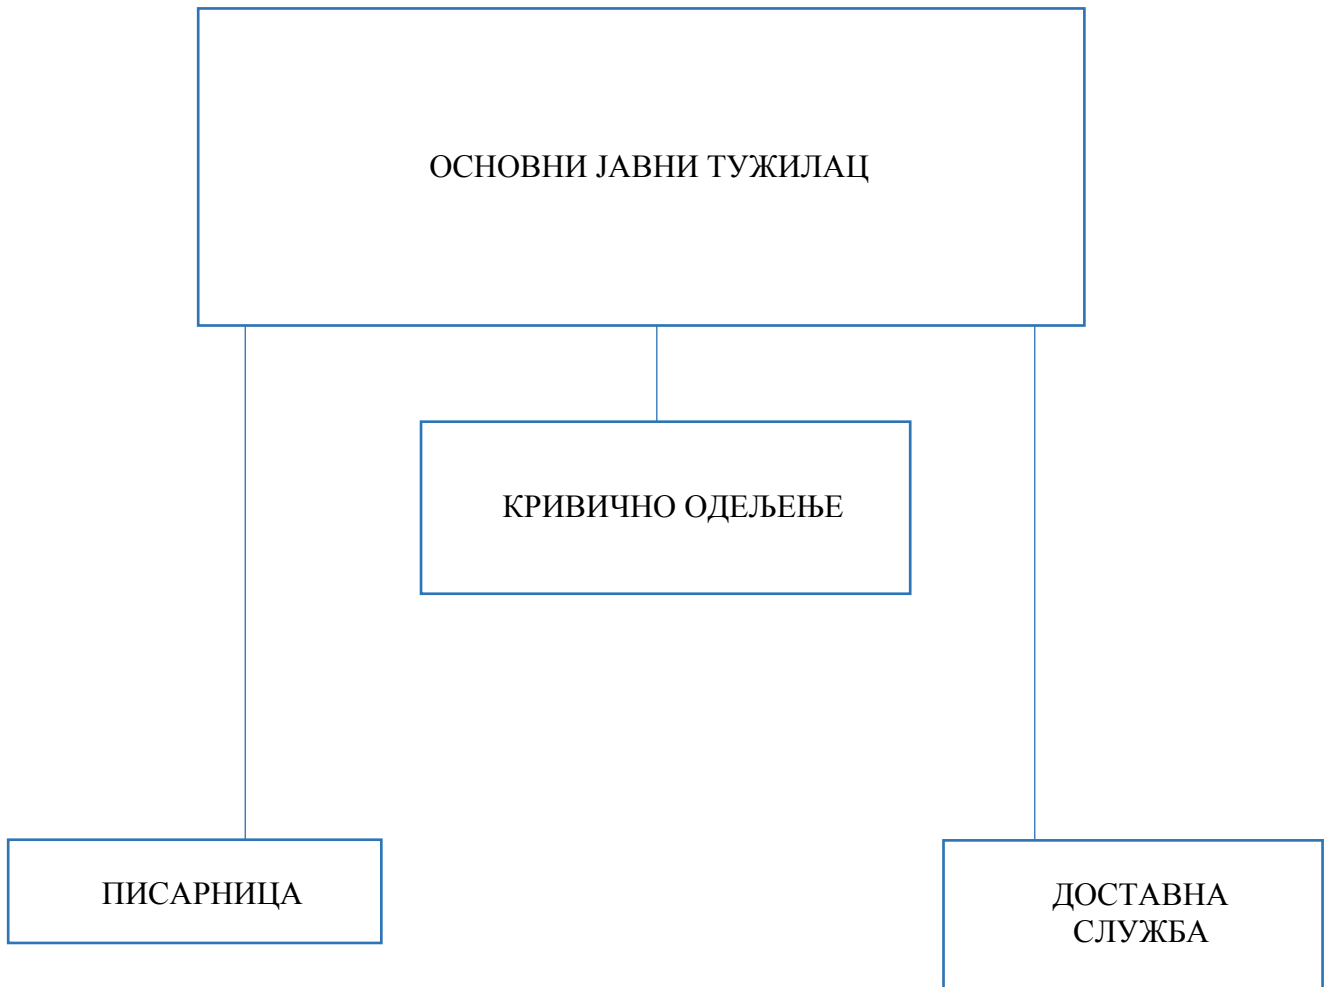 ОСНОВНИ ЈАВНИ ТУЖИЛАЦ
КРИВИЧНО ОДЕЉЕЊЕ
ПИСАРНИЦА
ДОСТАВНА
СЛУЖБА